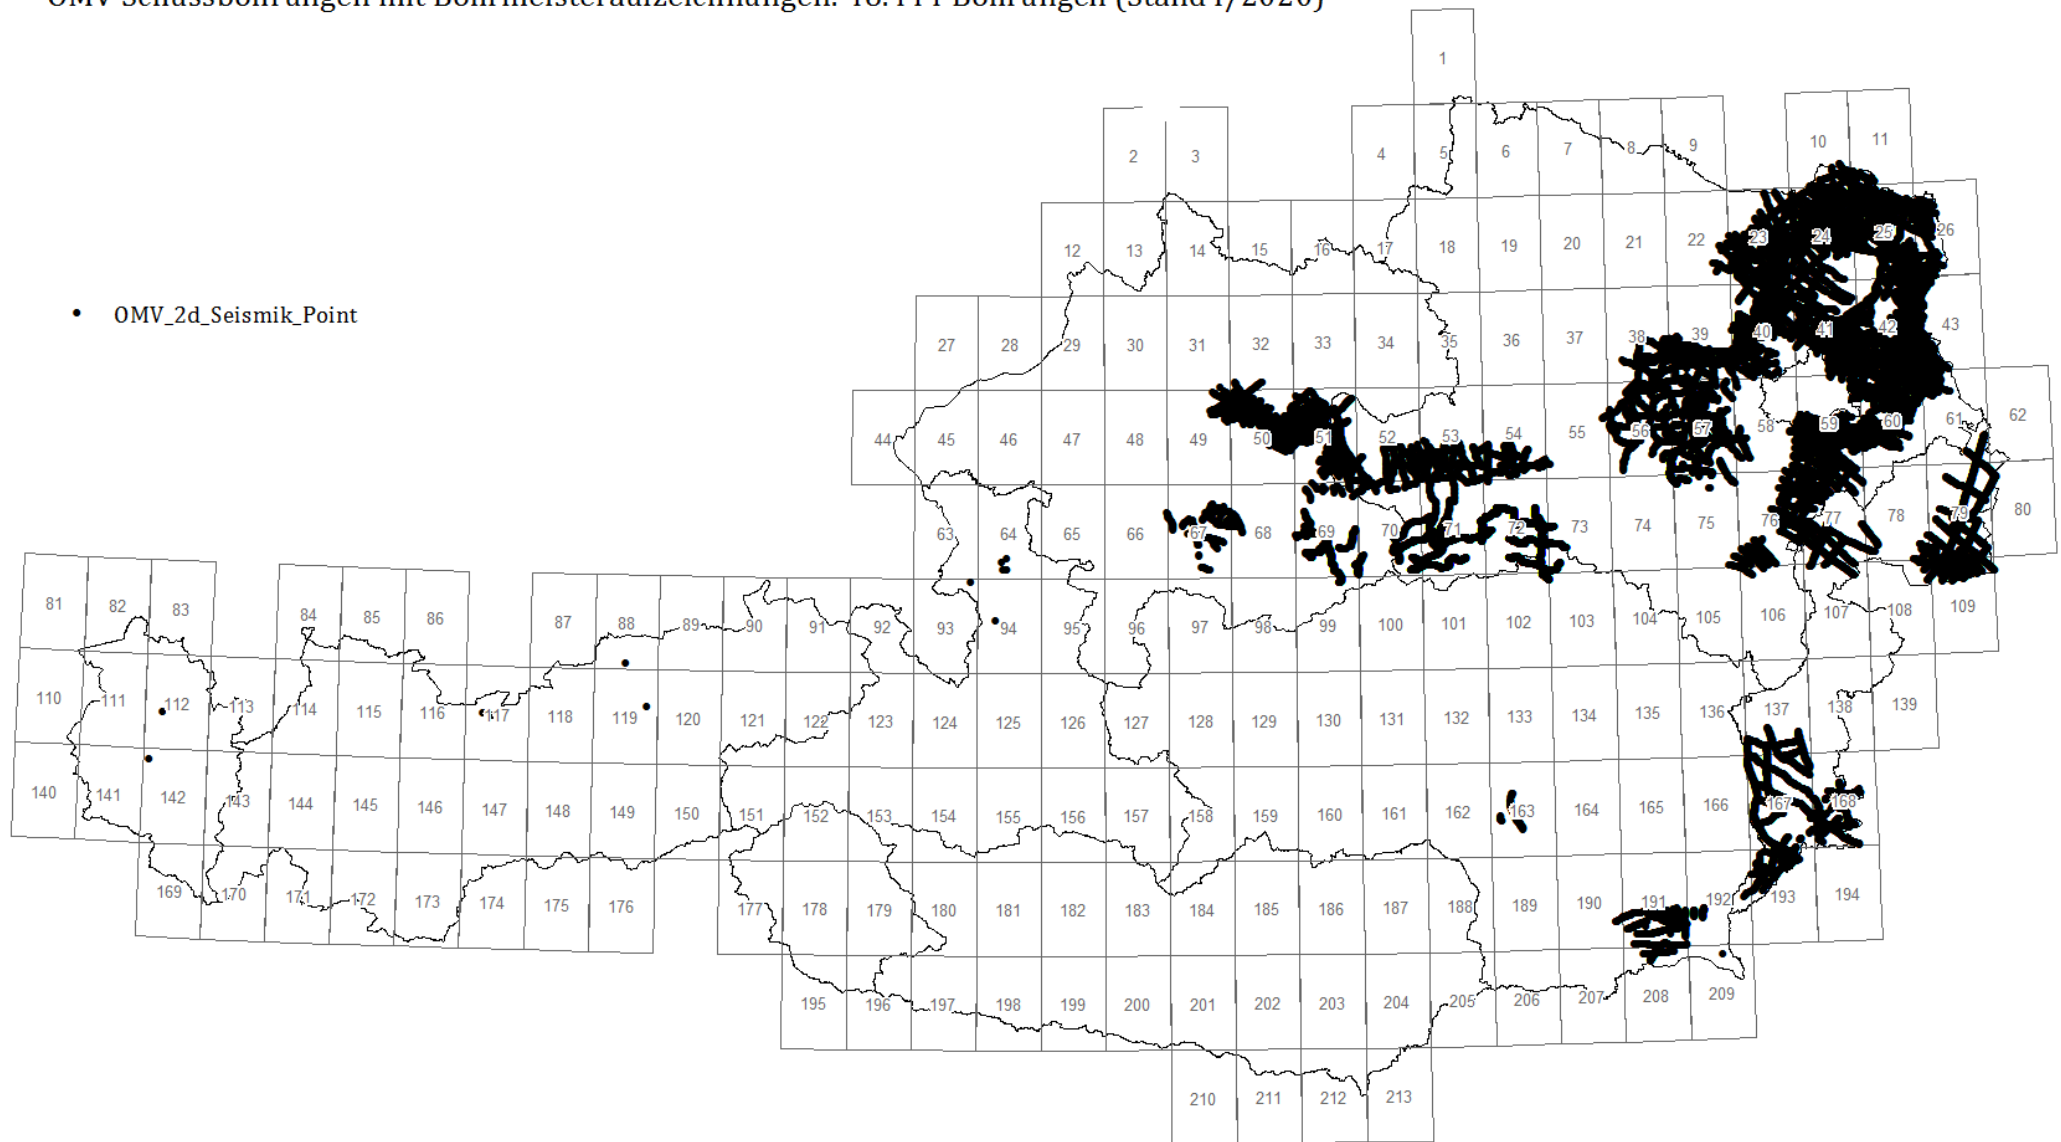 OMV Schussbohrungen mit Bohrmeisteraufzeichnungen: Bohrungen (Stand
1
2 3 4 5 6 7 8 9 10 11
12 13 14 15 16 17 18 19 20 21 22 23 24 25 26
OMV_2d_Seismik_Point
27 28 29 30 31 32 33 34 35 36 37 38 39 40 41 42 43
44 45 46 47 48 49 50 51 52 53 54 55 56 57 58 59 60 61 62
63 64 65 66 67 68 69 70 71 72 73 74 75 76 77 78 79 80
81 82 83 84 85 86 87 88 89 90 91 92 93 94 95 96 97 98 99 100 101 102 103 104 105 106 107 108 109
110 111 112 113 114 115 116 117 118 119 120 121 122 123 124 125 126 127 128 129 130 131 132 133 134 135 136 137 138 139
140 141 142 143 144 145 146 147 148 149 150 151 152 153 154 155 156 157 158 159 160 161 162 163 164 165 166 167 168
169 170 171 172 173 174 175 176 177 178 179 180 181 182 183 184 185 186 187 188 189 190 191 192 193 194
195 196 197 198 199 200 201 202 203 204 205 206 207 208 209
210 211 212 213